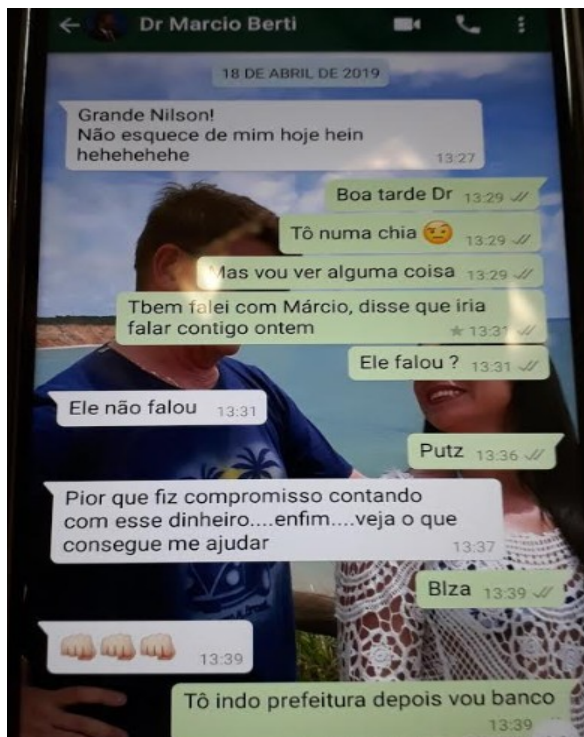 Dr Marcio Berti
18 DE ABRIL DE 2019
Grande Nilson!
Não esquece de mim hoje hein
hehehehehe
13:27
Boa tarde Dr 13:29
Tô numa chia 🤨 13:29
Mas vou ver alguma coisa 13:29
Tbem falei com Márcio, disse que iria
falar contigo ontem
13:31
Ele falou ? 13:31
Ele não falou 13:31
Putz 13:36
Pior que fiz compromisso contando
com esse dinheiro....enfim....veja o que
consegue me ajudar
13:37
Blza 13:39
👊🏻👊🏻👊🏻 13:39
Tô indo prefeitura depois vou banco
13:39